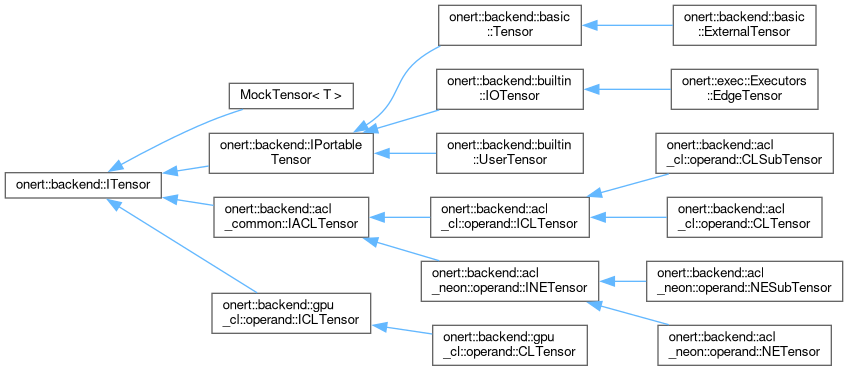 onert::backend::basic
::Tensor
onert::backend::basic
::ExternalTensor
MockTensor< T >
onert::backend::builtin
::IOTensor
onert::exec::Executors
::EdgeTensor
onert::backend::IPortable
Tensor
onert::backend::builtin
::UserTensor
onert::backend::acl
_cl::operand::CLSubTensor
onert::backend::ITensor
onert::backend::acl
_common::IACLTensor
onert::backend::acl
_cl::operand::ICLTensor
onert::backend::acl
_cl::operand::CLTensor
onert::backend::acl
_neon::operand::INETensor
onert::backend::acl
_neon::operand::NESubTensor
onert::backend::gpu
_cl::operand::ICLTensor
onert::backend::gpu
_cl::operand::CLTensor
onert::backend::acl
_neon::operand::NETensor